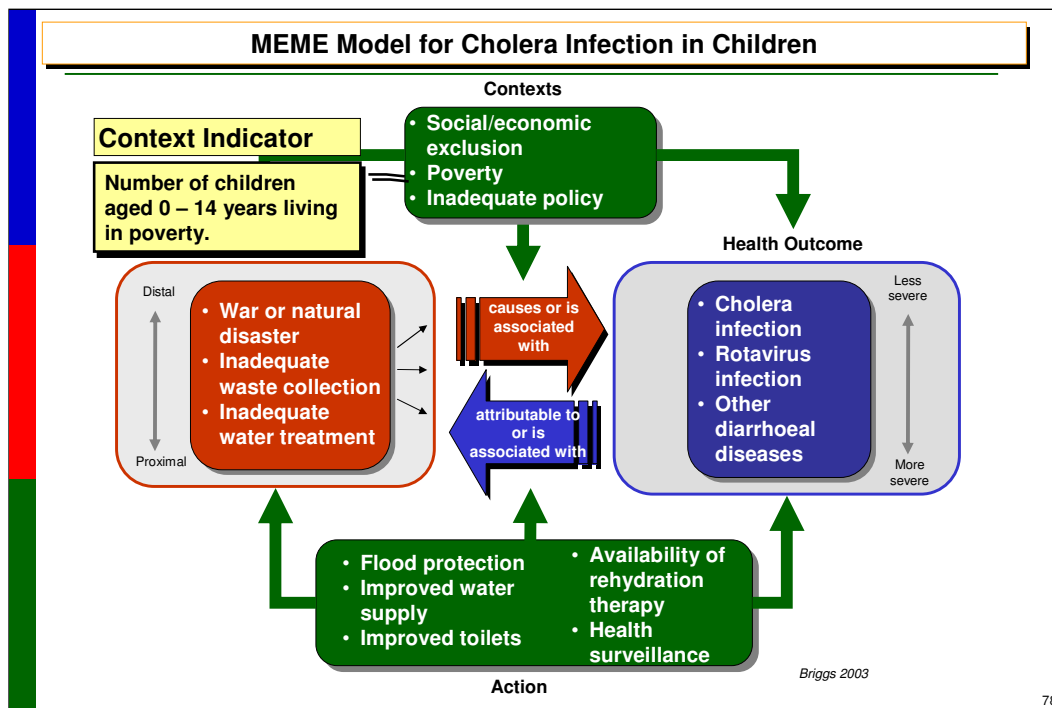 MEME Model for Cholera Infection in Children
Contexts
Context Indicator
Number of children
aged 0 – 14 years living
in poverty.
• Social/economic
exclusion
• Poverty
• Inadequate policy
Health Outcome
Distal
Proximal
• War or natural
disaster
• Inadequate
waste collection
• Inadequate
water treatment
causes or is
associated
with
attributable to
or is
associated with
• Cholera
infection
• Rotavirus
infection
• Other
diarrhoeal
diseases
Less
severe
More
severe
• Flood protection
• Improved water
supply
• Improved toilets
• Availability of
rehydration
therapy
• Health
surveillance
Action
Briggs 2003
78